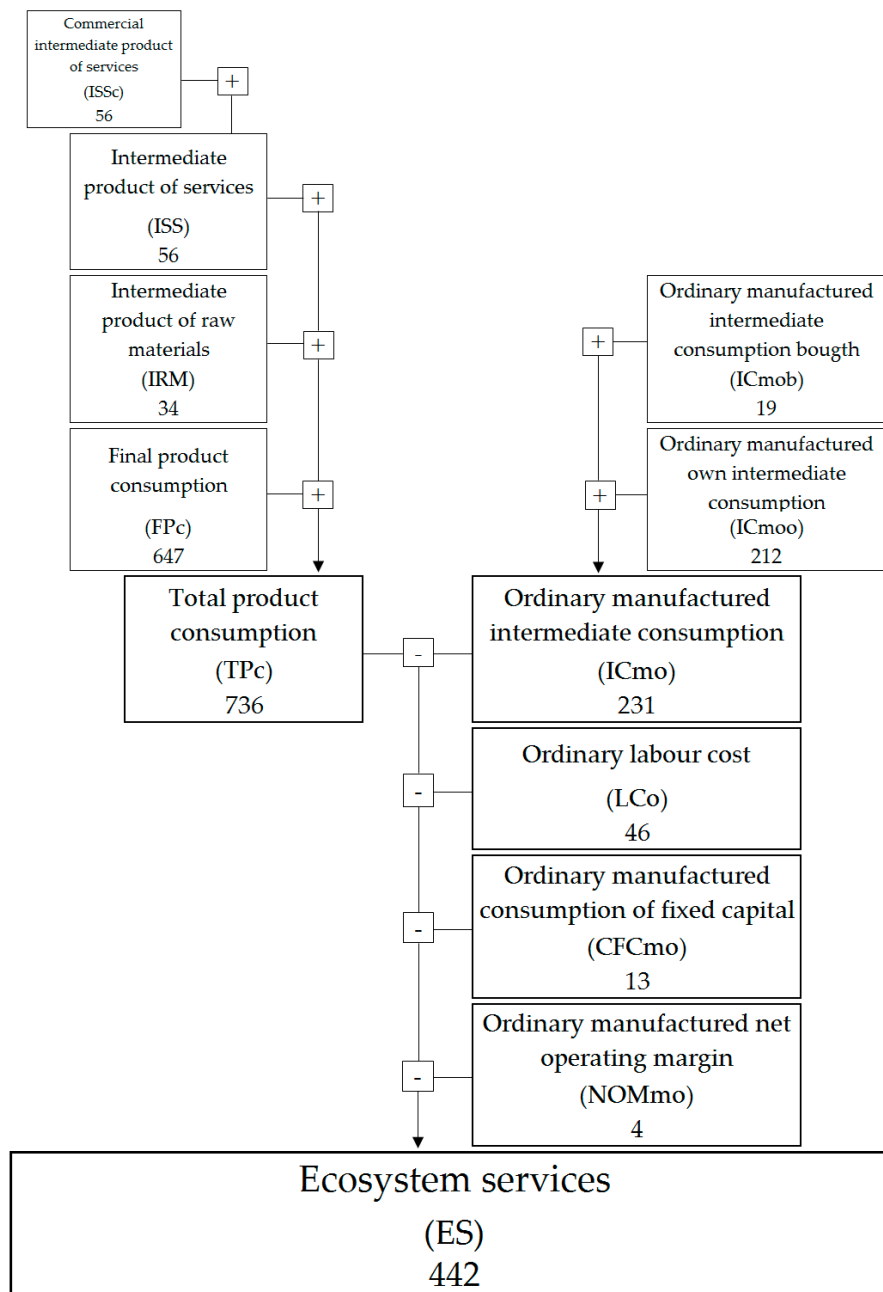 Commercial
intermediate product
of services
(ISSc)
56
+
Intermediate
product of services
(ISS)
56
+
Intermediate
product of raw
materials
(IRM)
34
+
Final product
consumption
(FPc)
647
+
Ordinary manufactured
intermediate
consumption bougth
(ICmob)
19
+
Ordinary manufactured
own intermediate
consumption
(ICmoo)
212
+
Total product
consumption
(TPc)
736
-
Ordinary manufactured
intermediate consumption
(ICmo)
231
-
Ordinary labour cost
(LCo)
46
-
Ordinary manufactured
consumption of fixed capital
(CFCmo)
13
-
Ordinary manufactured net
operating margin
(NOMmo)
4
Ecosystem services
(ES)
442